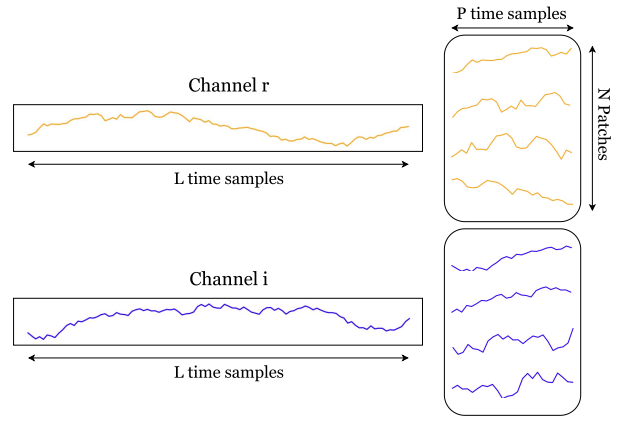 P time samples
Channel r
N Patches
L time samples
Channel i
L time samples